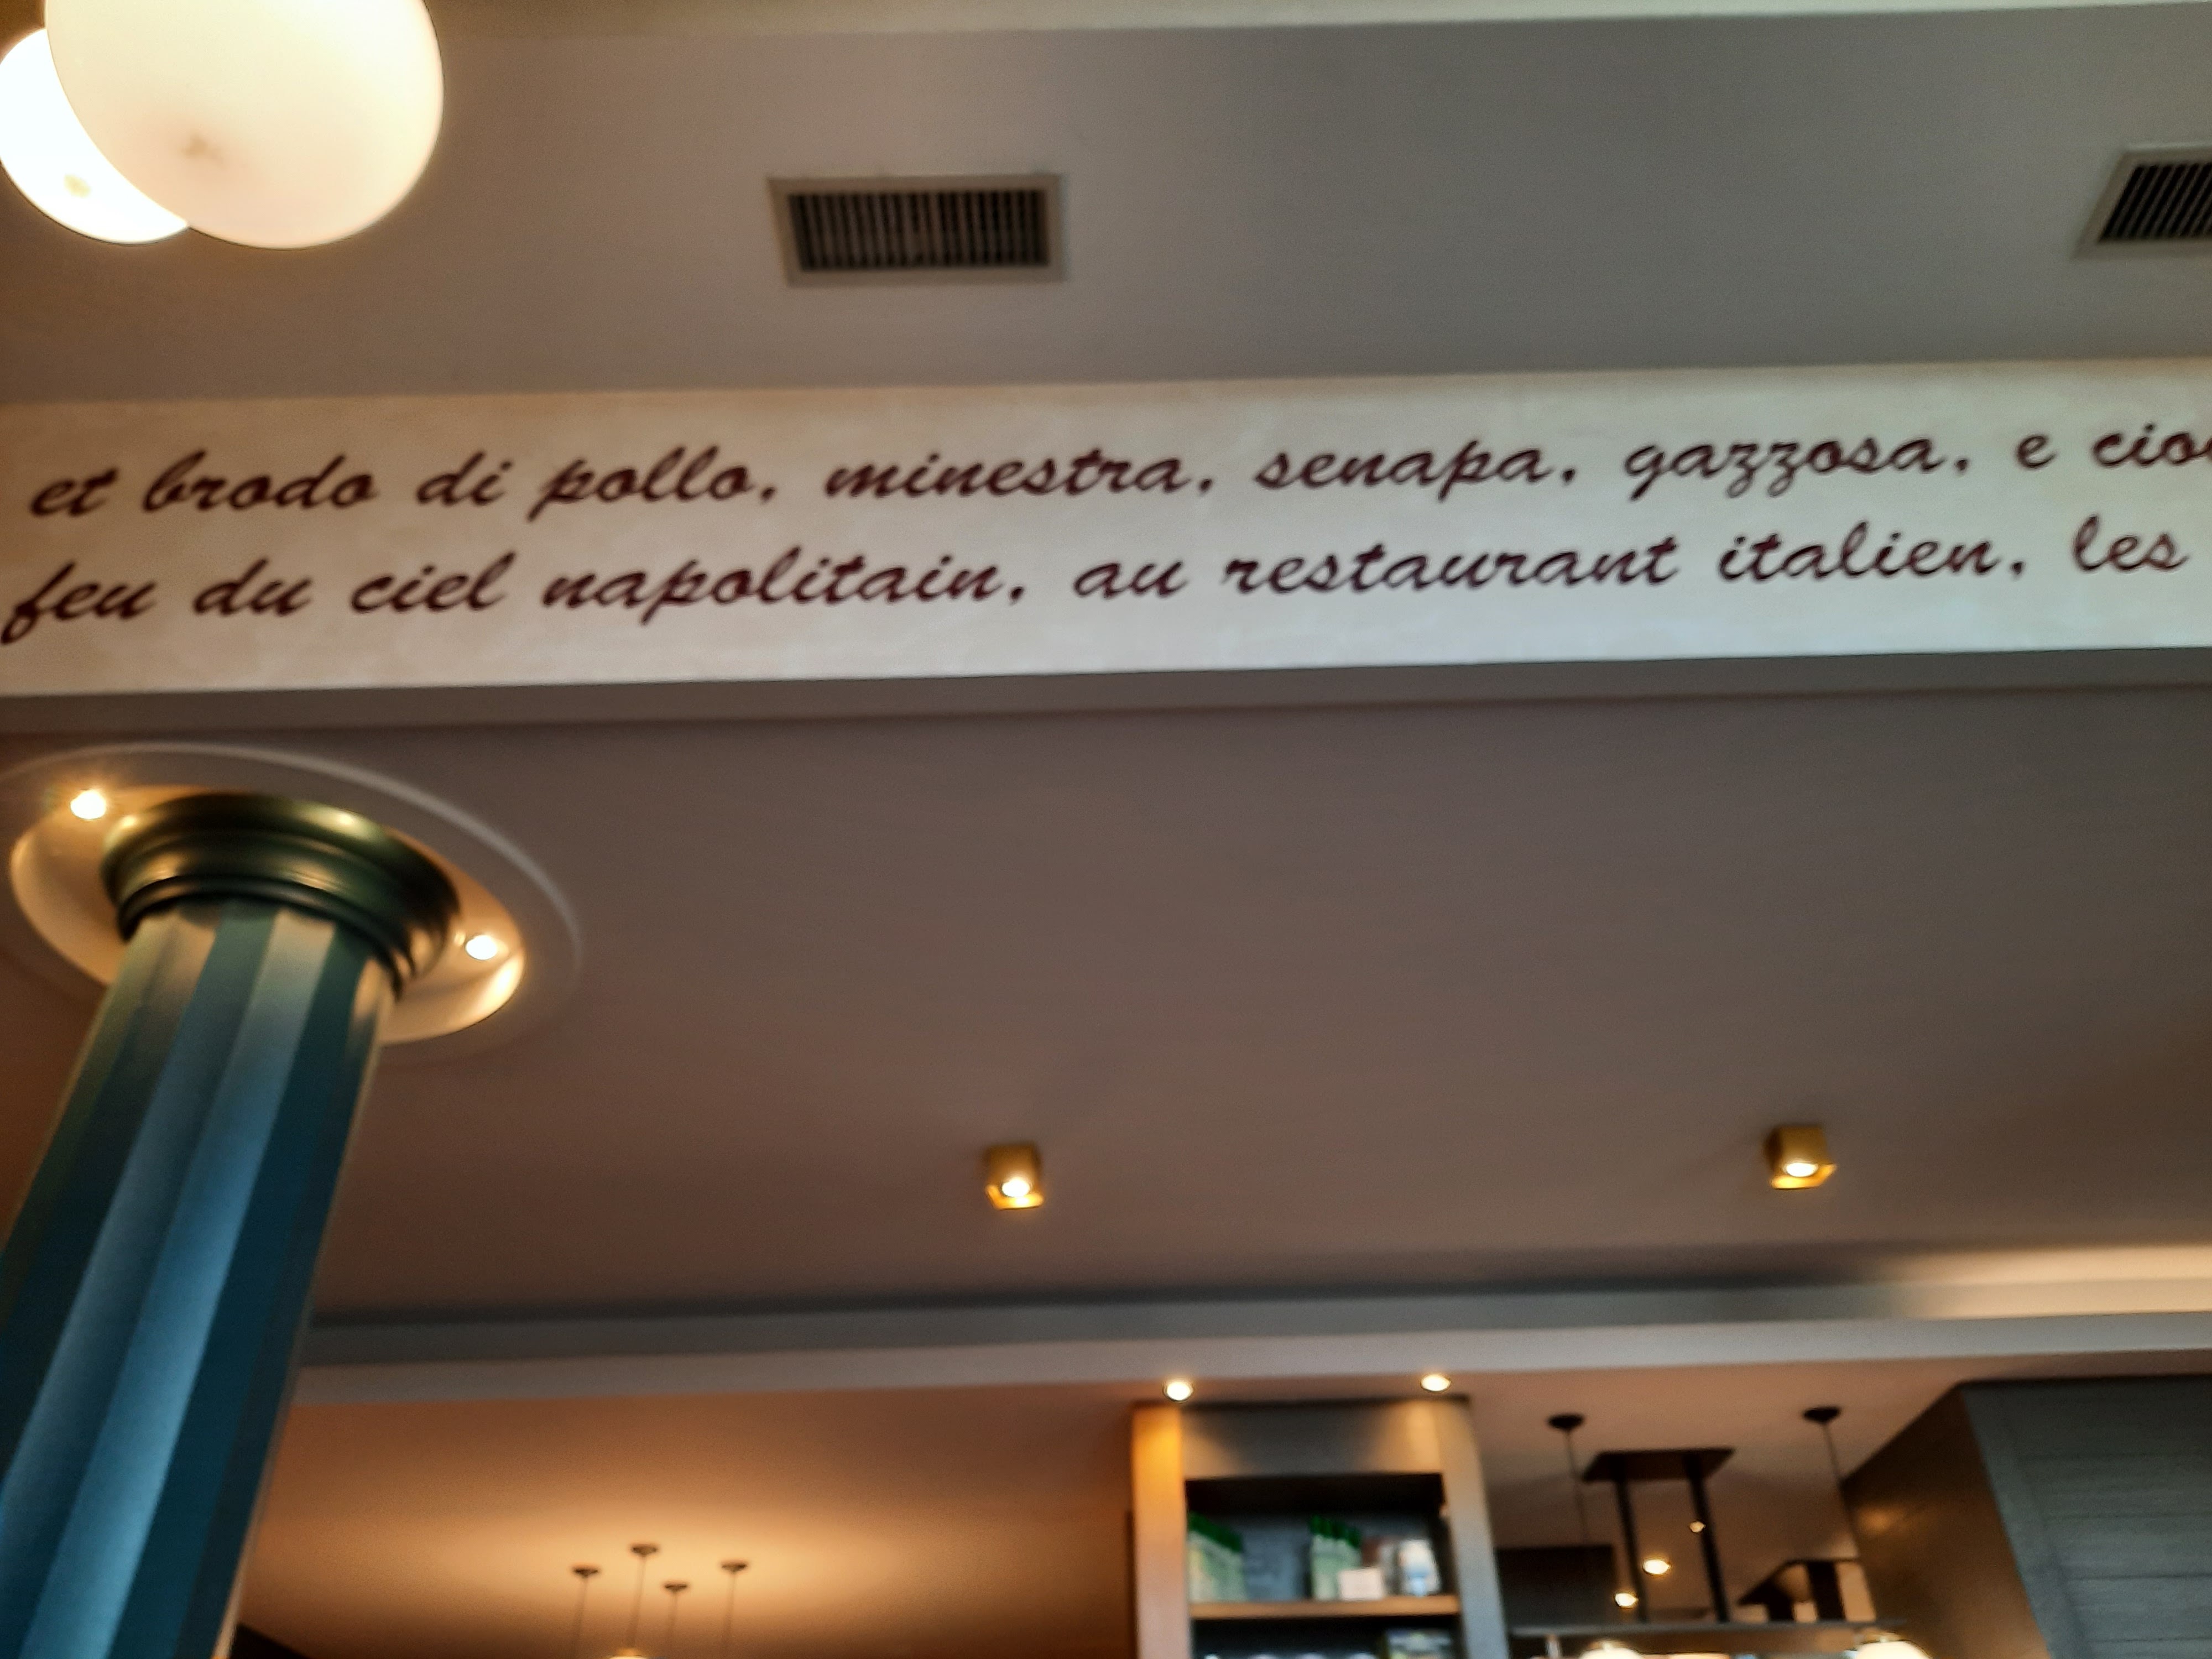 et brodo di pollo, minestra, senapa, gazzosa, e
feu du ciel napolitain, au restaurant italien, les